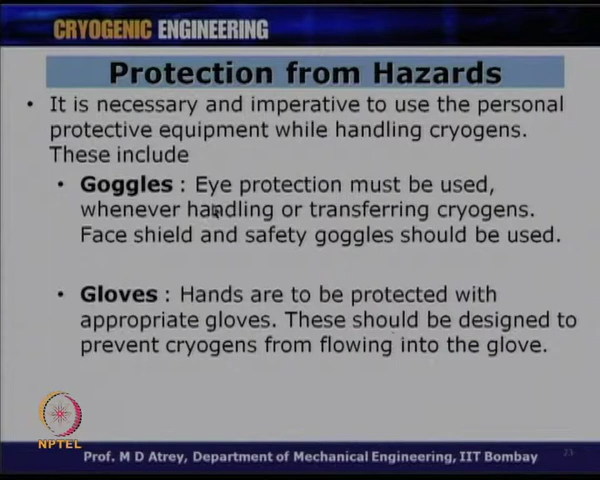 CRYOGENIC ENGINEERING
Protection from Hazards
• It is necessary and imperative to use the personal
protective equipment while handling cryogens.
These include
• Goggles : Eye protection must be used,
whenever handling or transferring cryogens.
Face shield and safety goggles should be used.
• Gloves : Hands are to be protected with
appropriate gloves. These should be designed to
prevent cryogens from flowing into the glove.
NPTEL
Prof. M D Atrey, Department of Mechanical Engineering, IIT Bombay
23